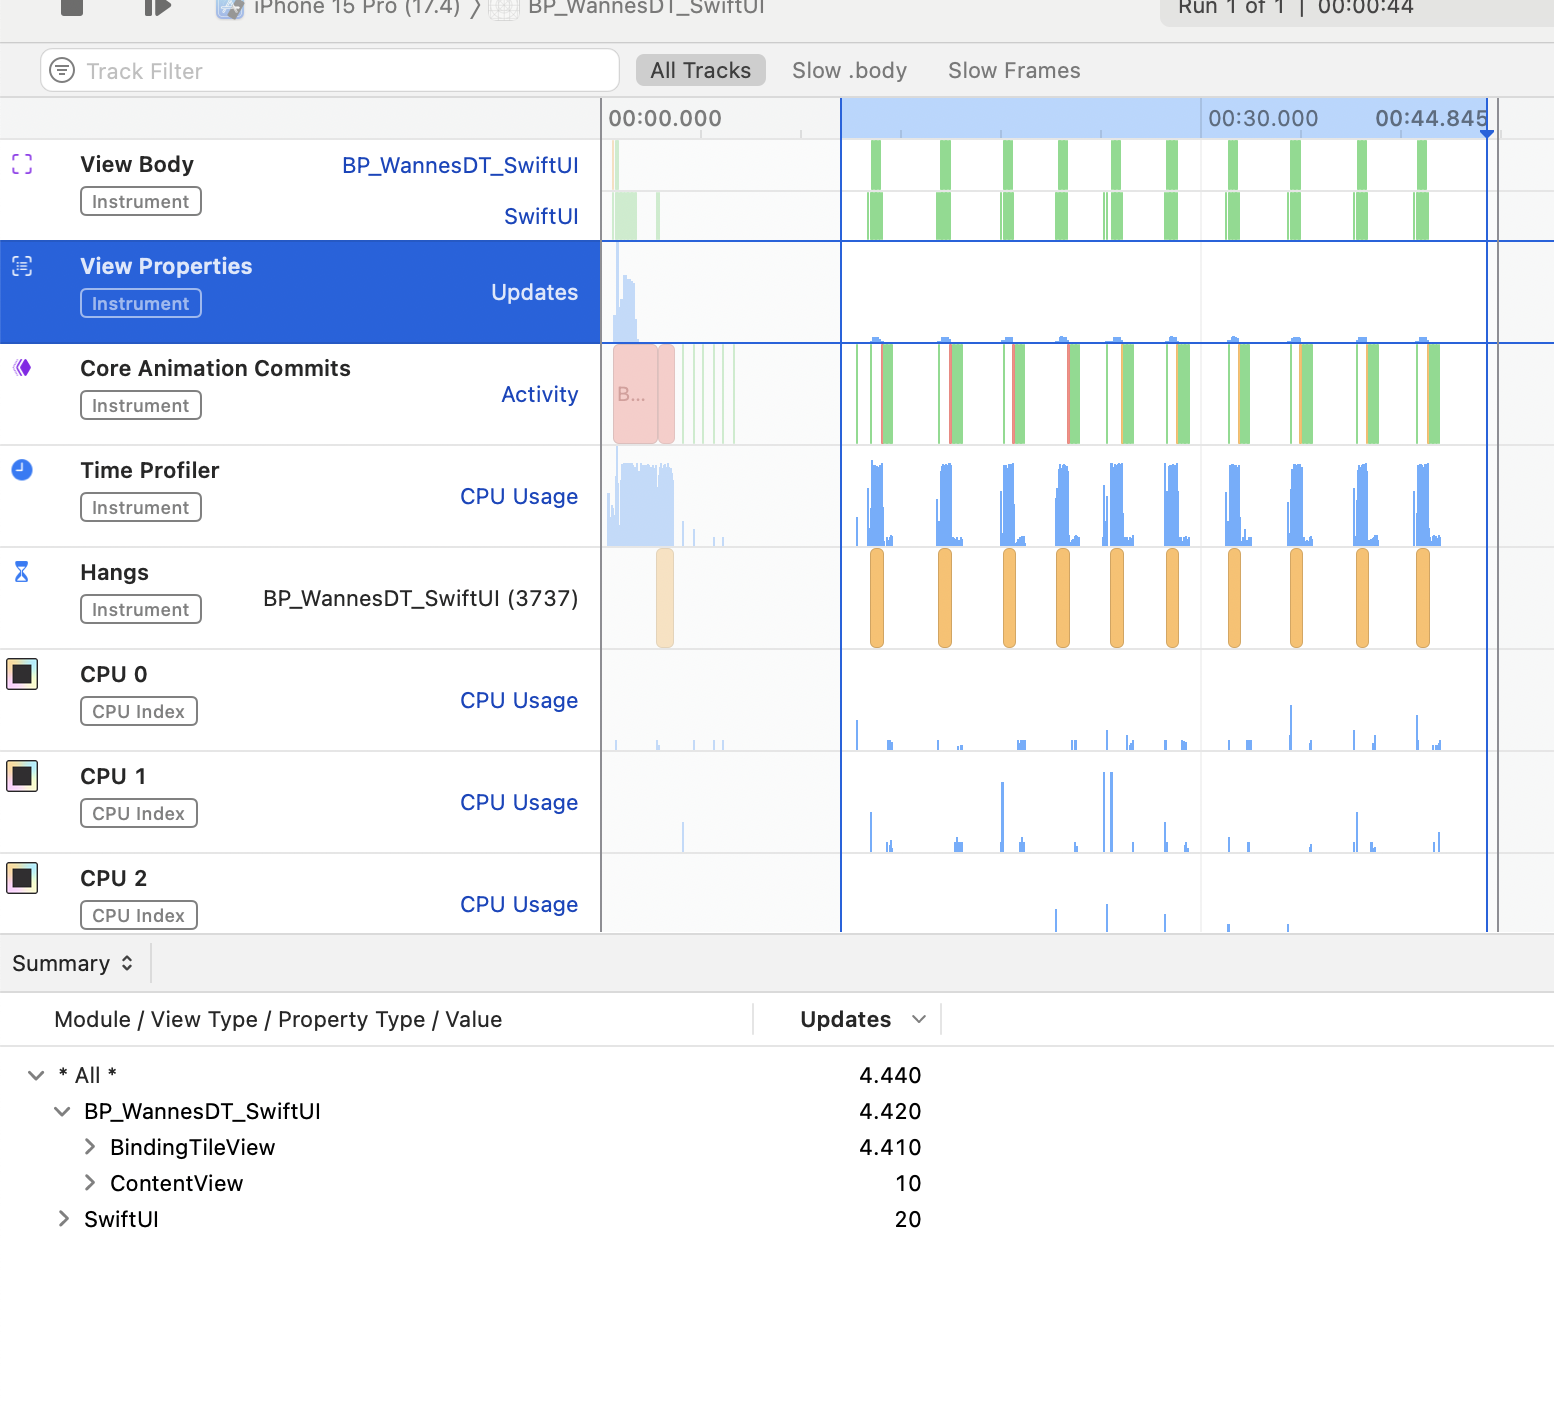 iPhone 15 Pro (17.4) BP_WannesDT_SwiftUI Run 1 of 1 | 00:00:44
Track Filter All Tracks Slow .body Slow Frames
00:00.000 00:30.000 00:44.845
View Body BP_WannesDT_SwiftUI
Instrument
SwiftUI
View Properties
Instrument Updates
Core Animation Commits
Instrument Activity
B...
Time Profiler
Instrument CPU Usage
Hangs
Instrument BP_WannesDT_SwiftUI (3737)
CPU 0
CPU Index CPU Usage
CPU 1
CPU Index CPU Usage
CPU 2
CPU Index CPU Usage
Summary
Module / View Type / Property Type / Value Updates
* All * 4.440
BP_WannesDT_SwiftUI 4.420
BindingTileView 4.410
ContentView 10
SwiftUI 20